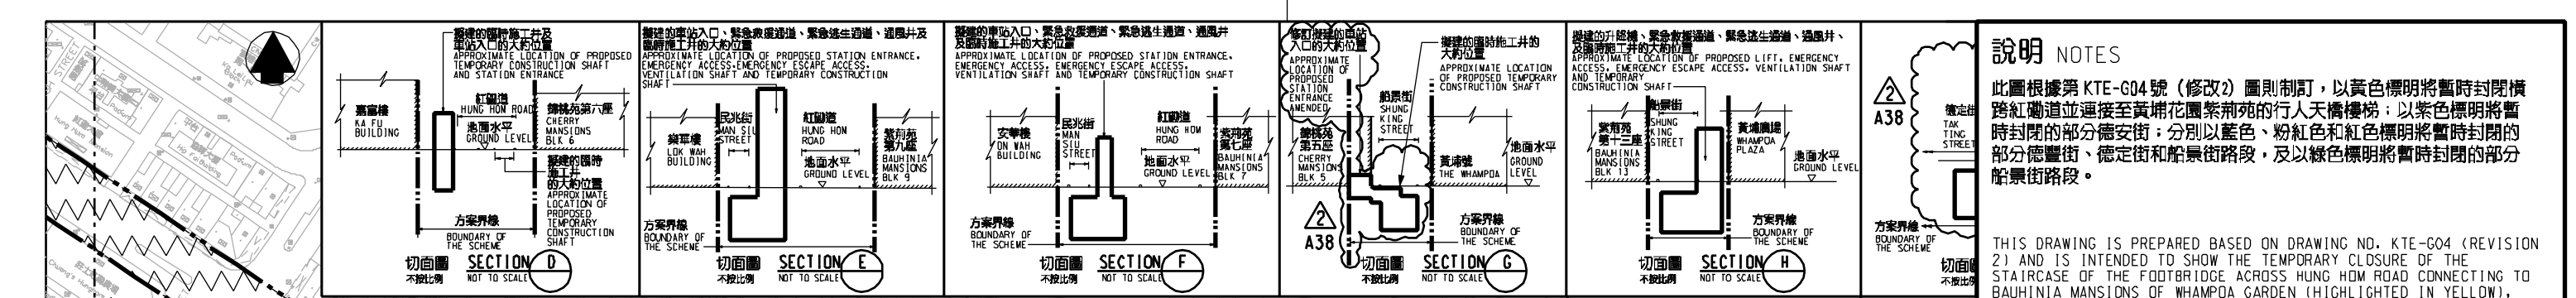 擬建的臨時施工井及
車站入口的大約位置
APPROXIMATE LOCATION OF PROPOSED
TEMPORARY CONSTRUCTION SHAFT
AND STATION ENTRANCE
嘉富樓
KA FU
BUILDING
紅磡道
HUNG HOM ROAD
地面水平
GROUND LEVEL
錦桃苑第六座
CHERRY
MANSIONS
BLK 6
擬建的臨時
施工井
的大約位置
APPROXIMATE
LOCATION OF
PROPOSED
TEMPORARY
CONSTRUCTION
SHAFT
方案界線
BOUNDARY OF
THE SCHEME
切面圖
不按比例
SECTION D
NOT TO SCALE
擬建的車站入口、緊急救援通道、緊急逃生通道、通風井及
臨時施工井的大約位置
APPROXIMATE LOCATION OF PROPOSED STATION ENTRANCE,
EMERGENCY ACCESS,EMERGENCY ESCAPE ACCESS,
VENTILATION SHAFT AND TEMPORARY CONSTRUCTION
SHAFT
樂華樓
LOK WAH
BUILDING
民兆街
MAN SIU
STREET
紅磡道
HUNG HOM
ROAD
地面水平
GROUND LEVEL
紫荊苑
第九座
BAUHINIA
MANSIONS
BLK 9
方案界線
BOUNDARY OF
THE SCHEME
切面圖
不按比例
SECTION E
NOT TO SCALE
擬建的車站入口、緊急救援通道、緊急逃生通道、通風井
及臨時施工井的大約位置
APPROXIMATE LOCATION OF PROPOSED STATION ENTRANCE,
EMERGENCY ACCESS, EMERGENCY ESCAPE ACCESS,
VENTILATION SHAFT AND TEMPORARY CONSTRUCTION SHAFT
安華樓
ON WAH
BUILDING
民兆街
MAN
SIU
STREET
紅磡道
HUNG HOM
ROAD
地面水平
GROUND LEVEL
紫荊苑
第七座
BAUHINIA
MANSIONS
BLK 7
方案界線
BOUNDARY OF
THE SCHEME
切面圖
不按比例
SECTION F
NOT TO SCALE
修訂擬建的車站
入口的大約位置
APPROXIMATE
LOCATION OF
PROPOSED
STATION
ENTRANCE
AMENDED
擬建的臨時施工井的
大約位置
APPROXIMATE LOCATION
OF PROPOSED TEMPORARY
CONSTRUCTION SHAFT
船景街
SHUNG
KING
STREET
錦桃苑
第五座
CHERRY
MANSIONS
BLK 5
黃埔號
THE WHAMPOA
地面水平
GROUND
LEVEL
2
A38
方案界線
BOUNDARY OF
THE SCHEME
切面圖
不按比例
SECTION G
NOT TO SCALE
擬建的升降機、緊急救援通道、緊急逃生通道、通風井、
及臨時施工井的大約位置
APPROXIMATE LOCATION OF PROPOSED LIFT, EMERGENCY
ACCESS, EMERGENCY ESCAPE ACCESS, VENTILATION SHAFT
AND TEMPORARY
CONSTRUCTION SHAFT
船景街
SHUNG
KING
STREET
紫荊苑
第十三座
BAUHINIA
MANSIONS
BLK 13
黃埔廣場
WHAMPOA
PLAZA
地面水平
GROUND LEVEL
方案界線
BOUNDARY OF
THE SCHEME
切面圖
不按比例
SECTION H
NOT TO SCALE
2
A38
德定街
TAK
TING
STREET
方案界線
BOUNDARY OF
THE SCHEME
切面圖
不按比例
說明 NOTES
此圖根據第 KTE-G04 號（修改2）圖則制訂，以黃色標明將暫時封閉橫
跨紅磡道並連接至黃埔花園紫荊苑的行人天橋樓梯；以紫色標明將暫
時封閉的部分德安街；分別以藍色、粉紅色和紅色標明將暫時封閉的
部分德豐街、德定街和船景街路段，及以綠色標明將暫時封閉的部分
船景街路段。
THIS DRAWING IS PREPARED BASED ON DRAWING NO. KTE-G04 (REVISION
2) AND IS INTENDED TO SHOW THE TEMPORARY CLOSURE OF THE
STAIRCASE OF THE FOOTBRIDGE ACROSS HUNG HOM ROAD CONNECTING TO
BAUHINIA MANSIONS OF WHAMPOA GARDEN (HIGHLIGHTED IN YELLOW),